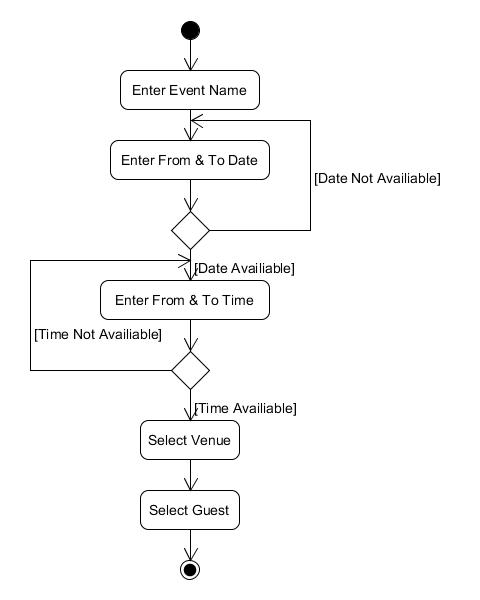 Enter Event Name
Enter From & To Date
[Date Not Availiable]
[Date Availiable]
Enter From & To Time
[Time Not Availiable]
[Time Availiable]
Select Venue
Select Guest